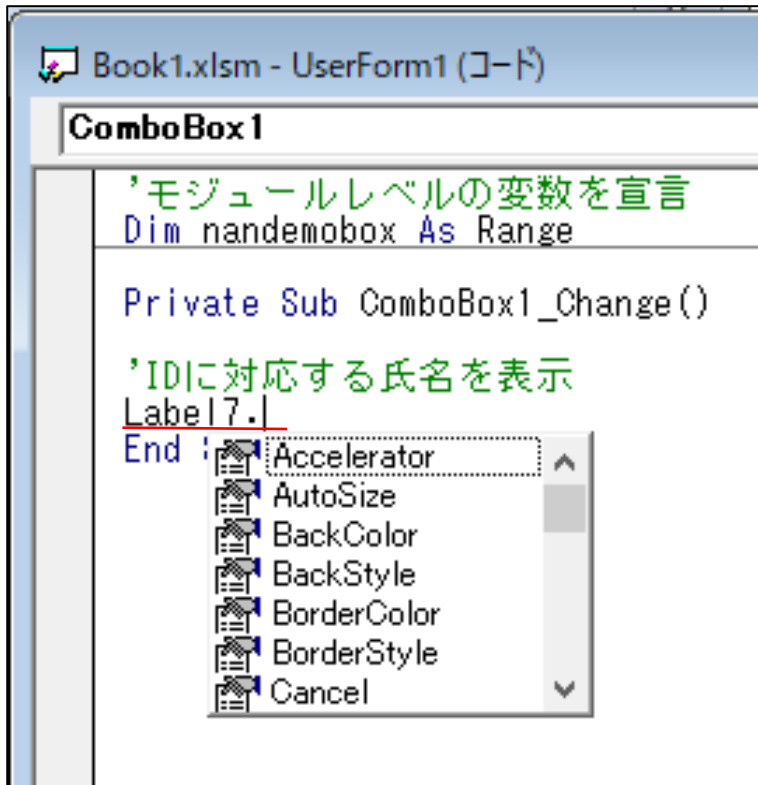 Book1.xlsm - UserForm1 (コード)
ComboBox1
'モジュールレベルの変数を宣言
Dim nandemobox As Range
Private Sub ComboBox1_Change()
'IDに対応する氏名を表示
Label7.
End
Accelerator
AutoSize
BackColor
BackStyle
BorderColor
BorderStyle
Cancel